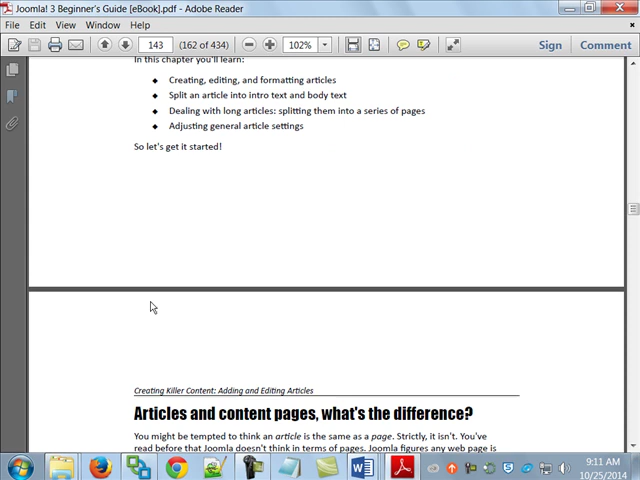 Joomla! 3 Beginner's Guide [eBook].pdf - Adobe Reader
File Edit View Window Help
143 (162 of 434) 102% Sign Comment
In this chapter you'll learn:
◆ Creating, editing, and formatting articles
◆ Split an article into intro text and body text
◆ Dealing with long articles: splitting them into a series of pages
◆ Adjusting general article settings
So let's get it started!
Creating Killer Content: Adding and Editing Articles
Articles and content pages, what's the difference?
You might be tempted to think an article is the same as a page. Strictly, it isn't. You've
read before that Joomla doesn't think in terms of pages. Joomla figures any web page is
9:11 AM
10/25/2014